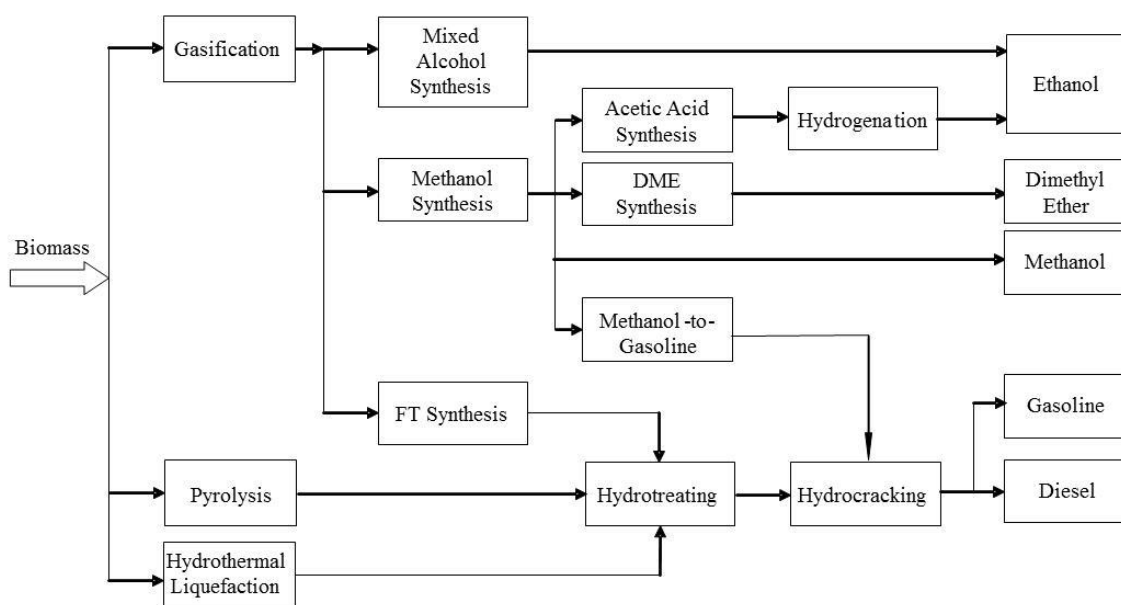 Biomass
Gasification
Mixed
Alcohol
Synthesis
Ethanol
Acetic Acid
Synthesis
Hydrogenation
Methanol
Synthesis
DME
Synthesis
Dimethyl
Ether
Methanol
Methanol -to-
Gasoline
FT Synthesis
Gasoline
Pyrolysis
Hydrotreating
Hydrocracking
Diesel
Hydrothermal
Liquefaction